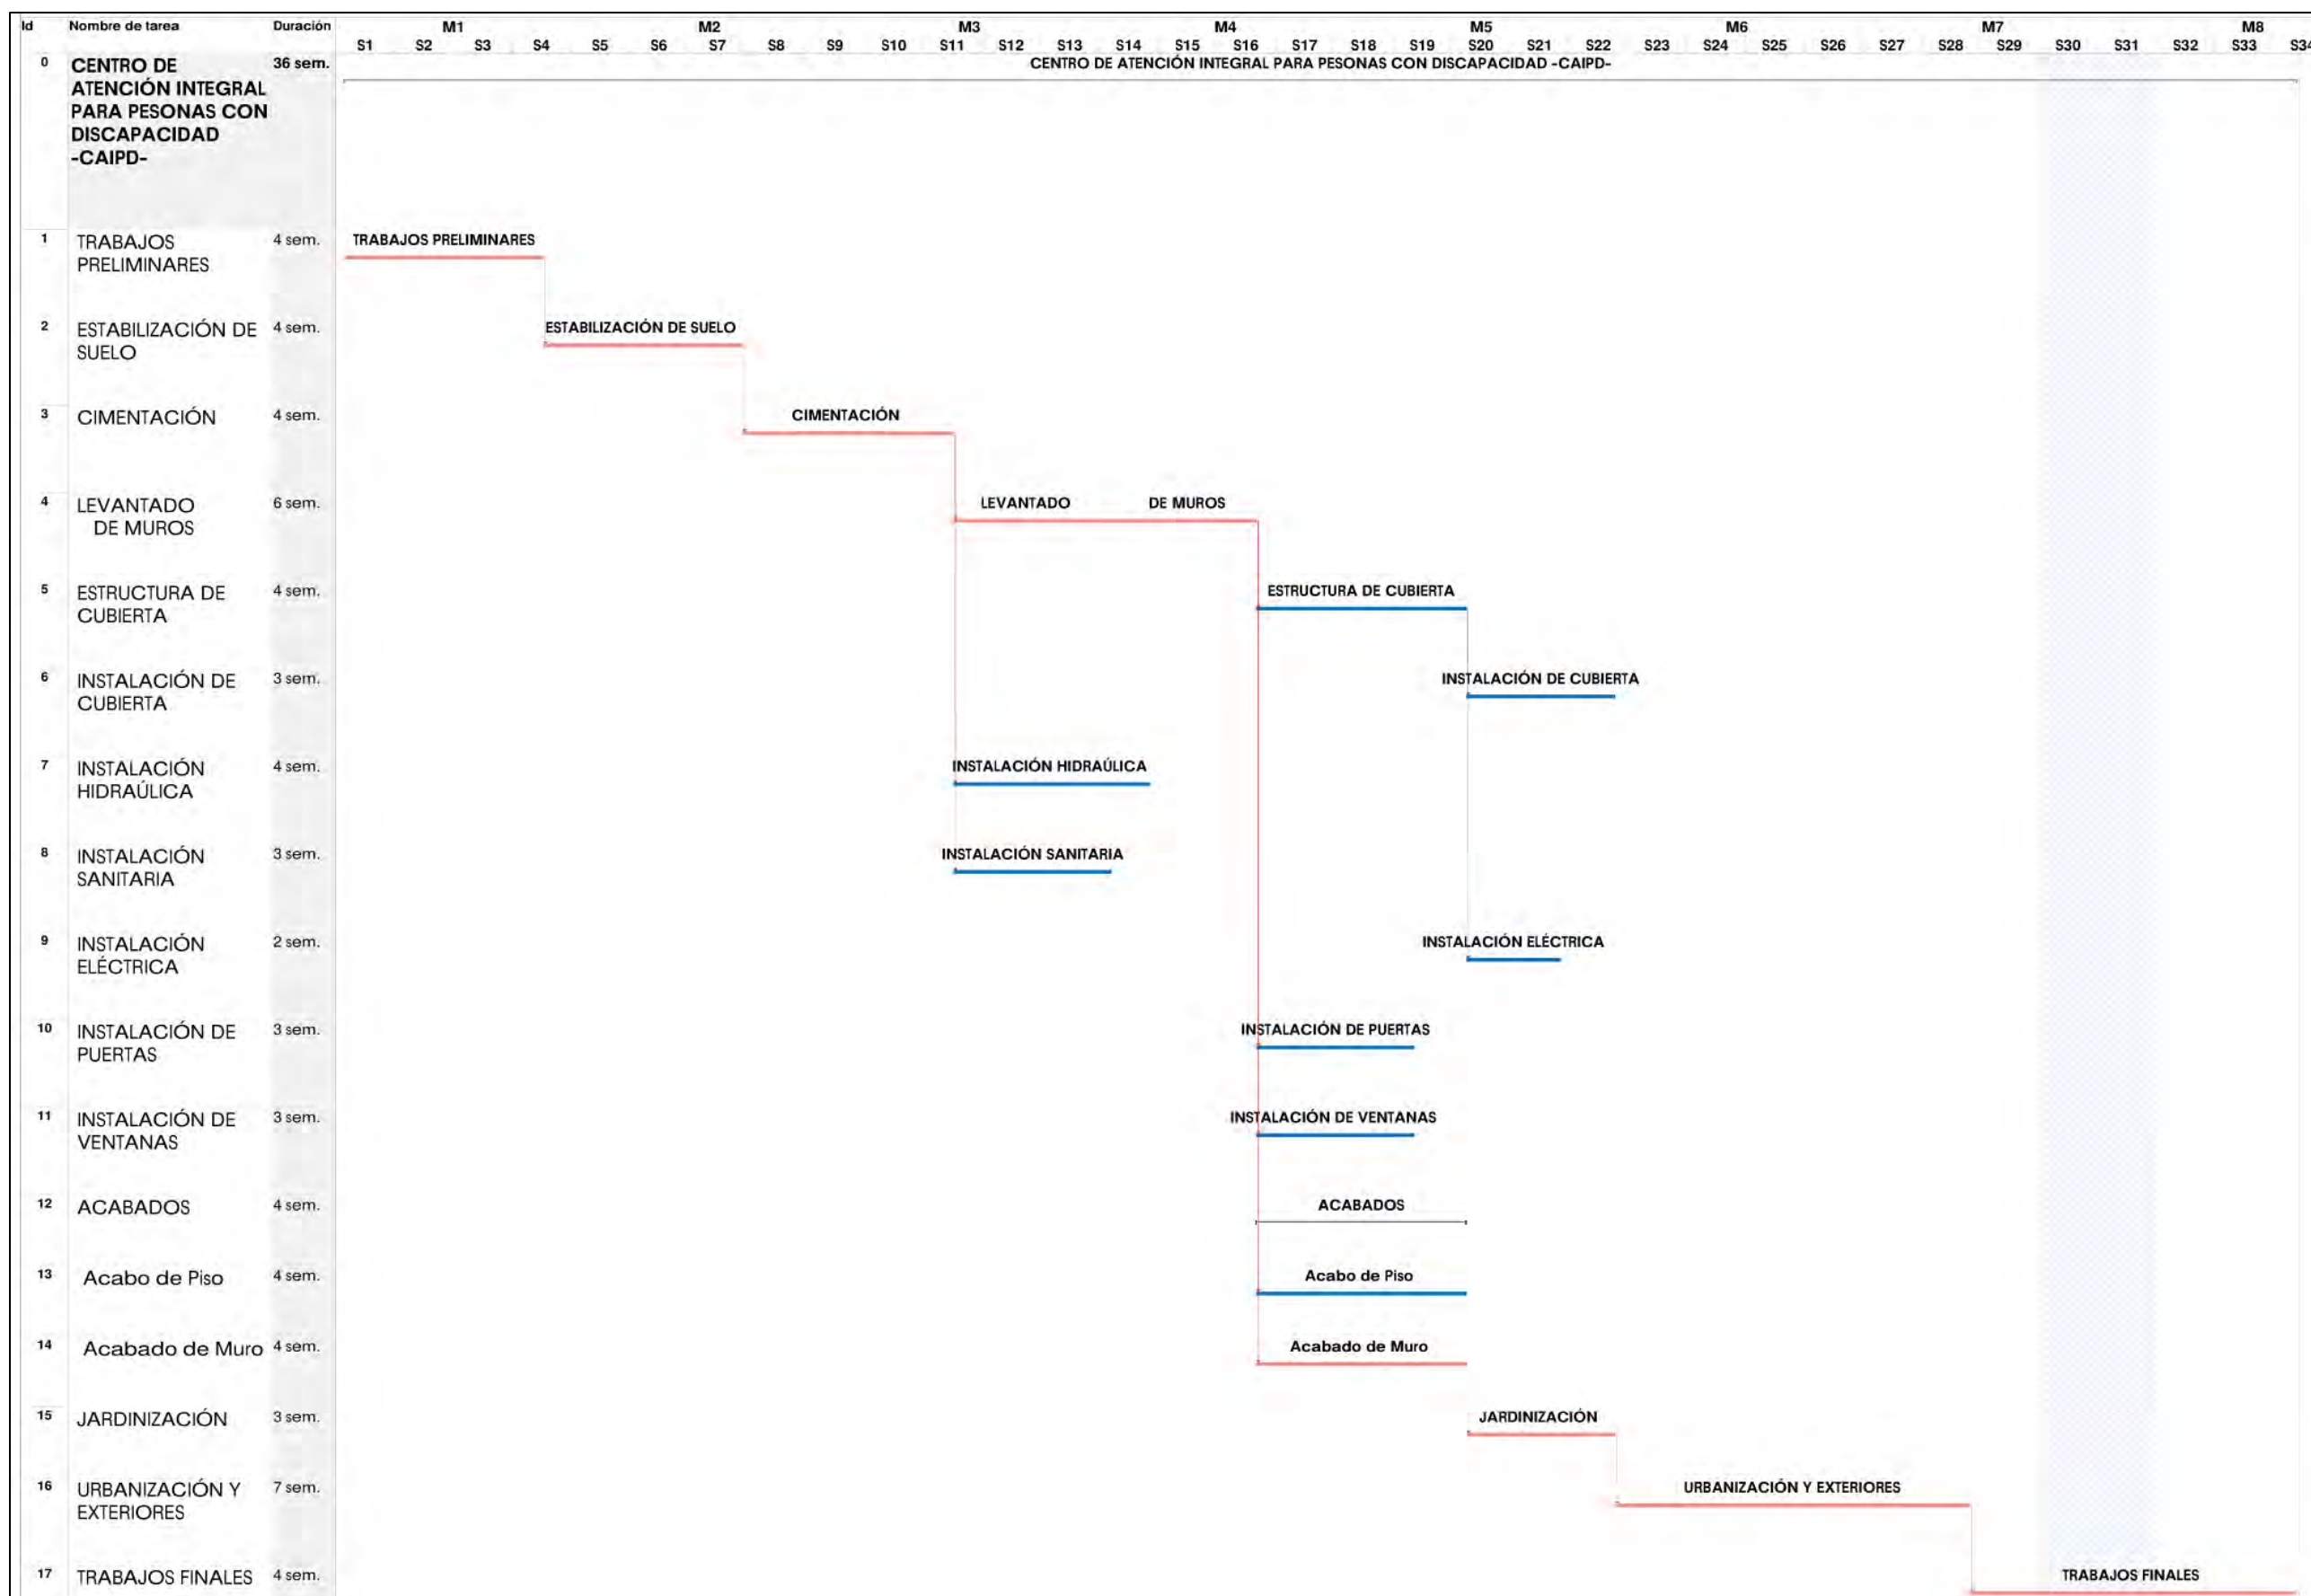 Id Nombre de tarea Duración M1 M2 M3 M4 M5 M6 M7 M8
S1 S2 S3 S4 S5 S6 S7 S8 S9 S10 S11 S12 S13 S14 S15 S16 S17 S18 S19 S20 S21 S22 S23 S24 S25 S26 S27 S28 S29 S30 S31 S32 S33 S34
0 CENTRO DE 36 sem. CENTRO DE ATENCIÓN INTEGRAL PARA PESONAS CON DISCAPACIDAD -CAIPD-
ATENCIÓN INTEGRAL
PARA PESONAS CON
DISCAPACIDAD
-CAIPD-
1 TRABAJOS 4 sem. TRABAJOS PRELIMINARES
PRELIMINARES
2 ESTABILIZACIÓN DE 4 sem. ESTABILIZACIÓN DE SUELO
SUELO
3 CIMENTACIÓN 4 sem. CIMENTACIÓN
4 LEVANTADO 6 sem. LEVANTADO DE MUROS
DE MUROS
5 ESTRUCTURA DE 4 sem. ESTRUCTURA DE CUBIERTA
CUBIERTA
6 INSTALACIÓN DE 3 sem. INSTALACIÓN DE CUBIERTA
CUBIERTA
7 INSTALACIÓN 4 sem. INSTALACIÓN HIDRAÚLICA
HIDRAÚLICA
8 INSTALACIÓN 3 sem. INSTALACIÓN SANITARIA
SANITARIA
9 INSTALACIÓN 2 sem. INSTALACIÓN ELÉCTRICA
ELÉCTRICA
10 INSTALACIÓN DE 3 sem. INSTALACIÓN DE PUERTAS
PUERTAS
11 INSTALACIÓN DE 3 sem. INSTALACIÓN DE VENTANAS
VENTANAS
12 ACABADOS 4 sem. ACABADOS
13 Acabo de Piso 4 sem. Acabo de Piso
14 Acabado de Muro 4 sem. Acabado de Muro
15 JARDINIZACIÓN 3 sem. JARDINIZACIÓN
16 URBANIZACIÓN Y 7 sem. URBANIZACIÓN Y EXTERIORES
EXTERIORES
17 TRABAJOS FINALES 4 sem. TRABAJOS FINALES